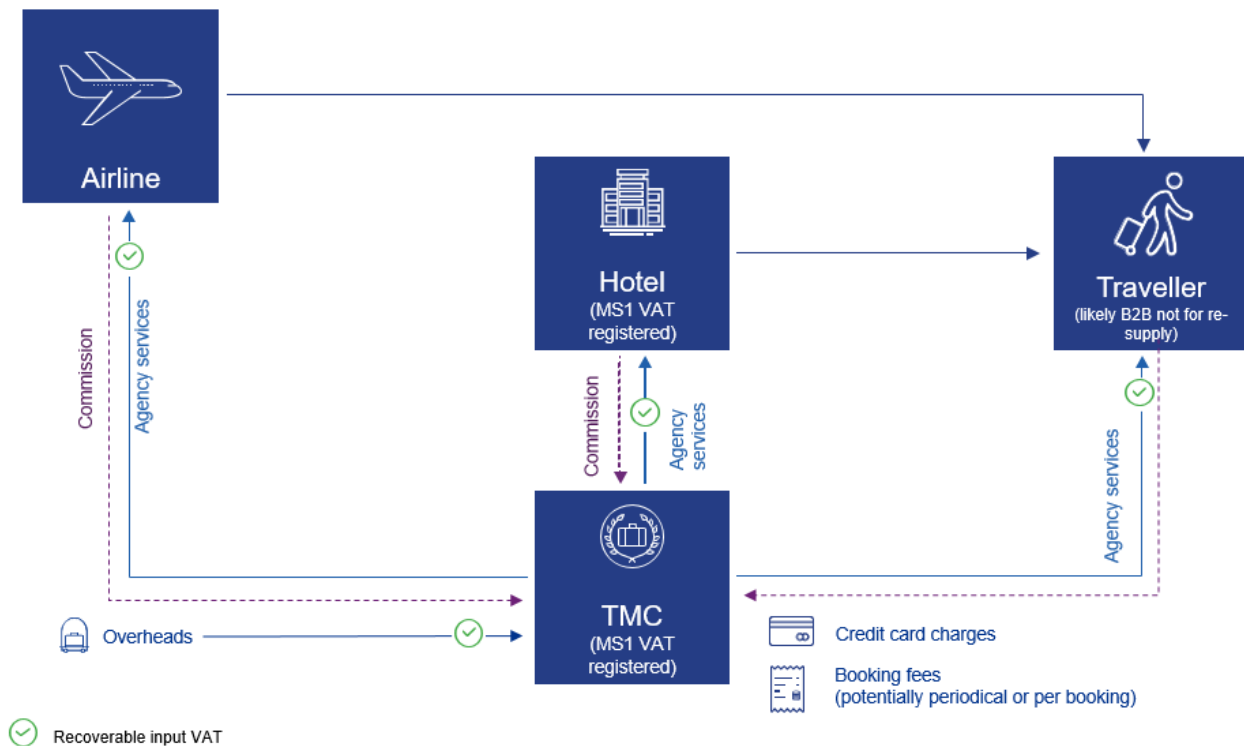 Airline
Hotel
(MS1 VAT
registered)
Traveller
(likely B2B not for re-
supply)
Commission
Agency services
Commission
Agency
services
Agency services
TMC
(MS1 VAT
registered)
Overheads
Credit card charges
Booking fees
(potentially periodical or per booking)
Recoverable input VAT